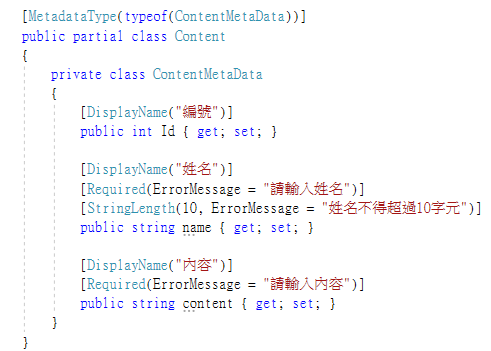 [MetadataType(typeof(ContentMetaData))]
public partial class Content
{
private class ContentMetaData
{
[DisplayName("編號")]
public int Id { get; set; }
[DisplayName("姓名")]
[Required(ErrorMessage = "請輸入姓名")]
[StringLength(10, ErrorMessage = "姓名不得超過10字元")]
public string name { get; set; }
[DisplayName("內容")]
[Required(ErrorMessage = "請輸入內容")]
public string content { get; set; }
}
}